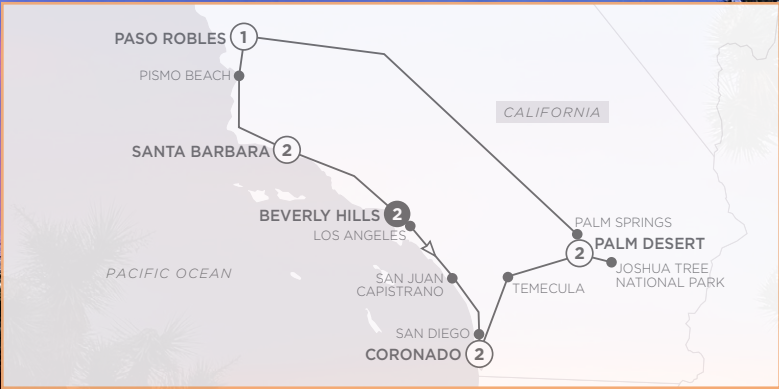 PASO ROBLES 1
PISMO BEACH
CALIFORNIA
SANTA BARBARA 2
BEVERLY HILLS 2
LOS ANGELES
PALM SPRINGS
2 PALM DESERT
JOSHUA TREE
NATIONAL PARK
PACIFIC OCEAN
SAN JUAN
CAPISTRANO
TEMECULA
SAN DIEGO
CORONADO 2